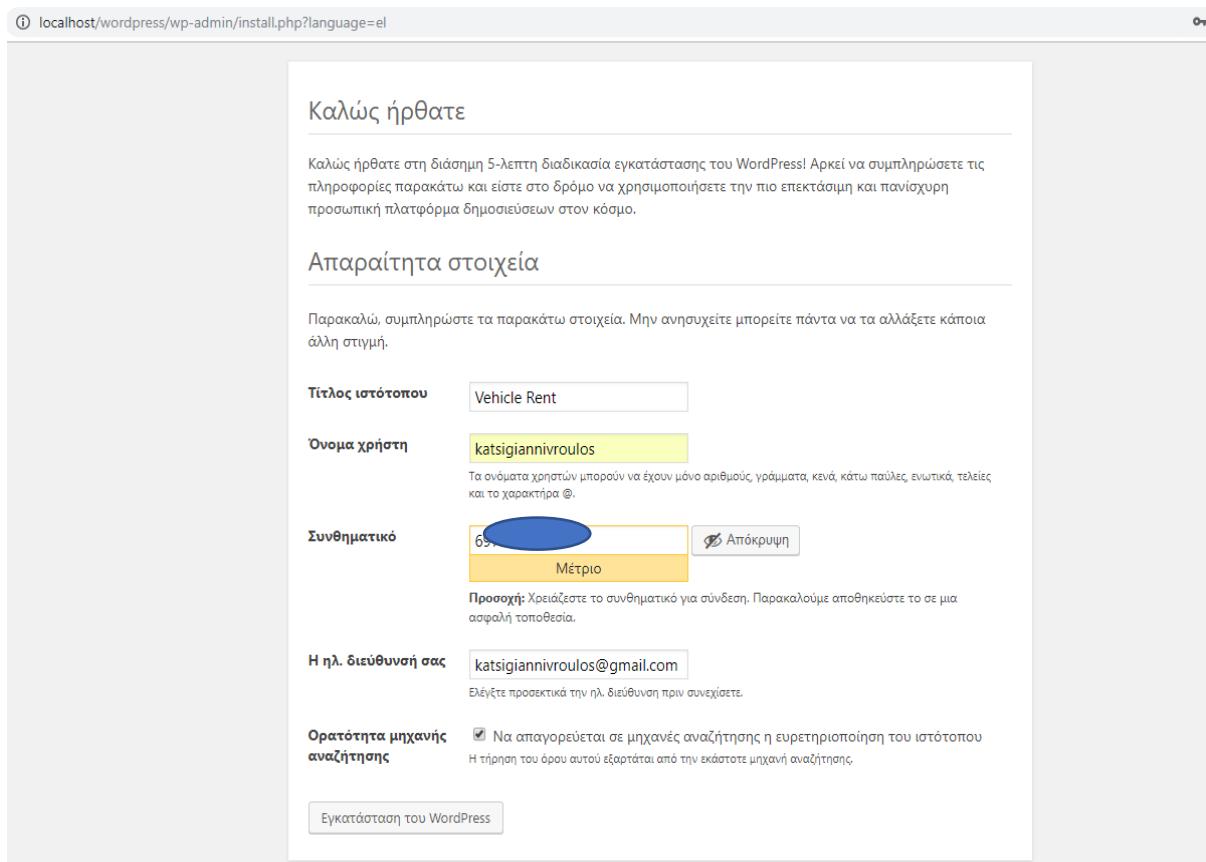 localhost/wordpress/wp-admin/install.php?language=el
Καλώς ήρθατε
Καλώς ήρθατε στη διάσημη 5-λεπτη διαδικασία εγκατάστασης του WordPress! Αρκεί να συμπληρώσετε τις
πληροφορίες παρακάτω και είστε στο δρόμο να χρησιμοποιήσετε την πιο επεκτάσιμη και πανίσχυρη
προσωπική πλατφόρμα δημοσιεύσεων στον κόσμο.
Απαραίτητα στοιχεία
Παρακαλώ, συμπληρώστε τα παρακάτω στοιχεία. Μην ανησυχείτε μπορείτε πάντα να τα αλλάξετε κάποια
άλλη στιγμή.
Τίτλος ιστότοπου
Vehicle Rent
Όνομα χρήστη
katsigiannivroulos
Τα ονόματα χρηστών μπορούν να έχουν μόνο αριθμούς, γράμματα, κενά, κάτω παύλες, ενωτικά, τελείες
και το χαρακτήρα @.
Συνθηματικό
Απόκρυψη
Μέτριο
Προσοχή: Χρειάζεστε το συνθηματικό για σύνδεση. Παρακαλούμε αποθηκεύστε το σε μια
ασφαλή τοποθεσία.
Η ηλ. διεύθυνσή σας
katsigiannivroulos@gmail.com
Ελέγξτε προσεκτικά την ηλ. διεύθυνση πριν συνεχίσετε.
Ορατότητα μηχανής
αναζήτησης
Να απαγορεύεται σε μηχανές αναζήτησης η ευρετηριοποίηση του ιστότοπου
Η τήρηση του όρου αυτού εξαρτάται από την εκάστοτε μηχανή αναζήτησης.
Εγκατάσταση του WordPress